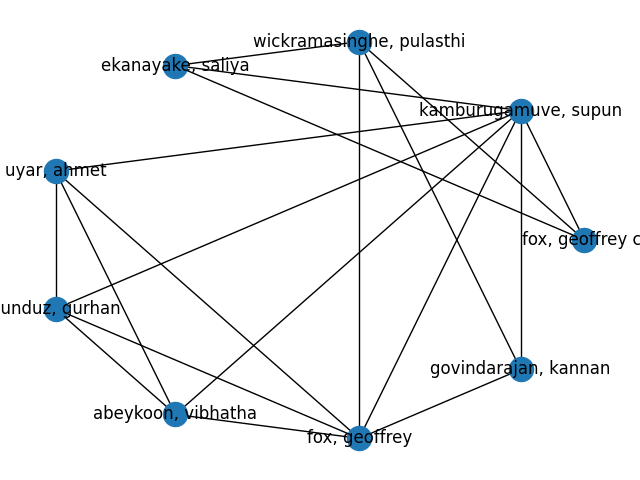 wickramasinghe, pulasthi
ekanayake, saliya
kamburugamuve, supun
uyar, ahmet
fox, geoffrey c
unduz, gurhan
govindarajan, kannan
abeykoon, vibhatha
fox, geoffrey